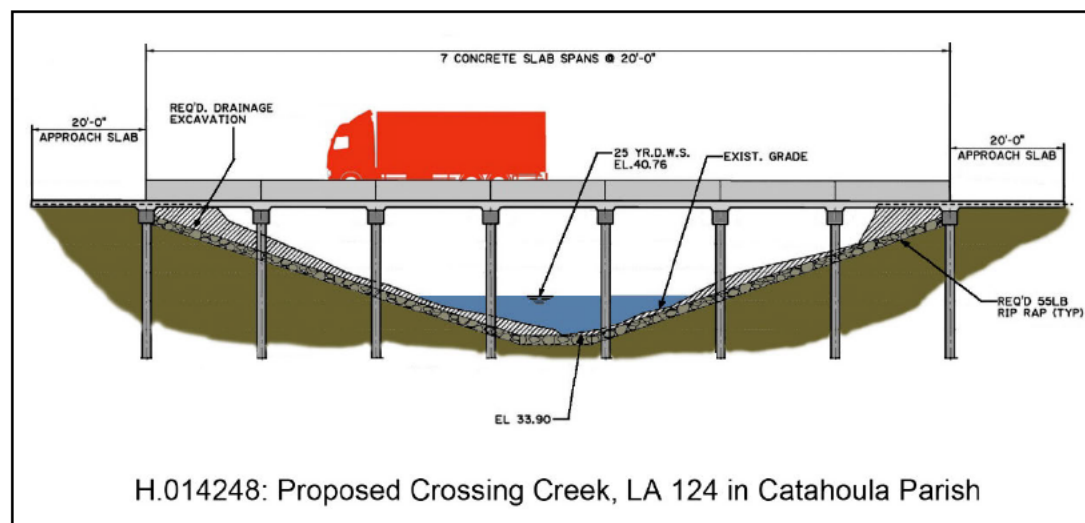 7 CONCRETE SLAB SPANS @ 20'-0"
REQ'D. DRAINAGE
EXCAVATION
20'-0"
APPROACH SLAB
25 YR.D.W.S.
EL.40.76
EXIST. GRADE
20'-0"
APPROACH SLAB
REQ'D 55LB
RIP RAP (TYP)
EL 33.90
H.014248: Proposed Crossing Creek, LA 124 in Catahoula Parish